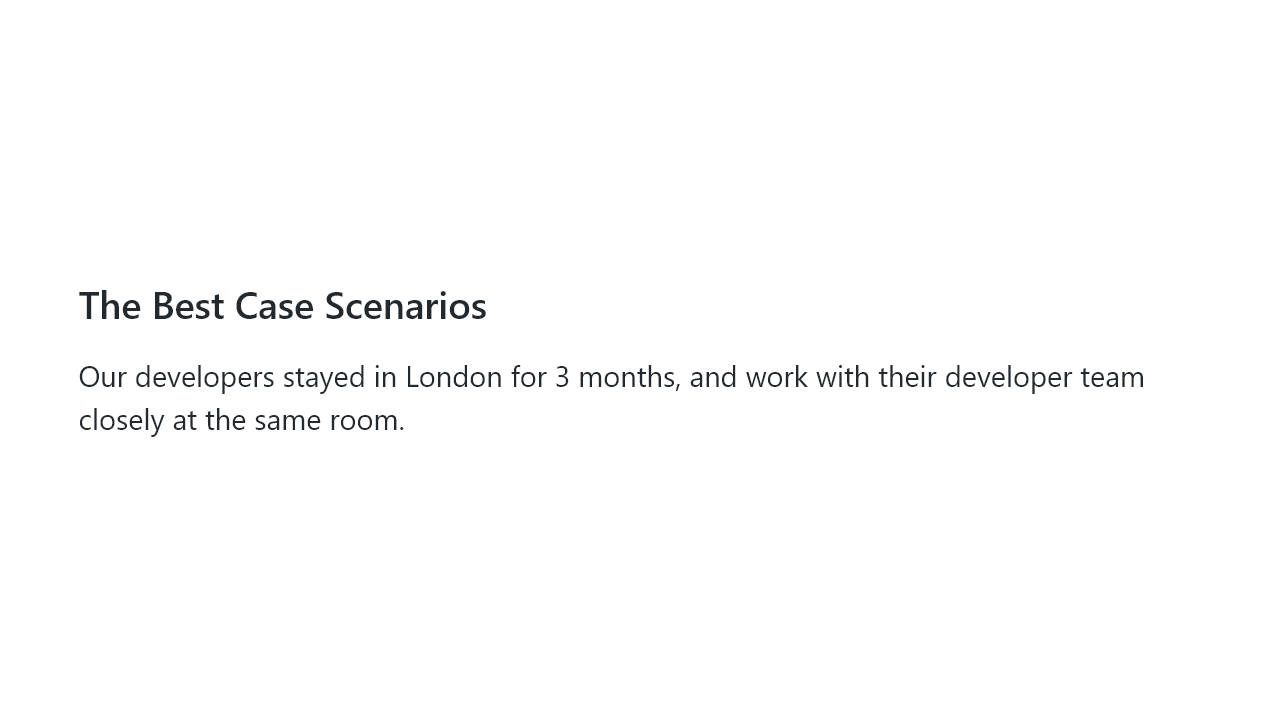 The Best Case Scenarios
Our developers stayed in London for 3 months, and work with their developer team
closely at the same room.